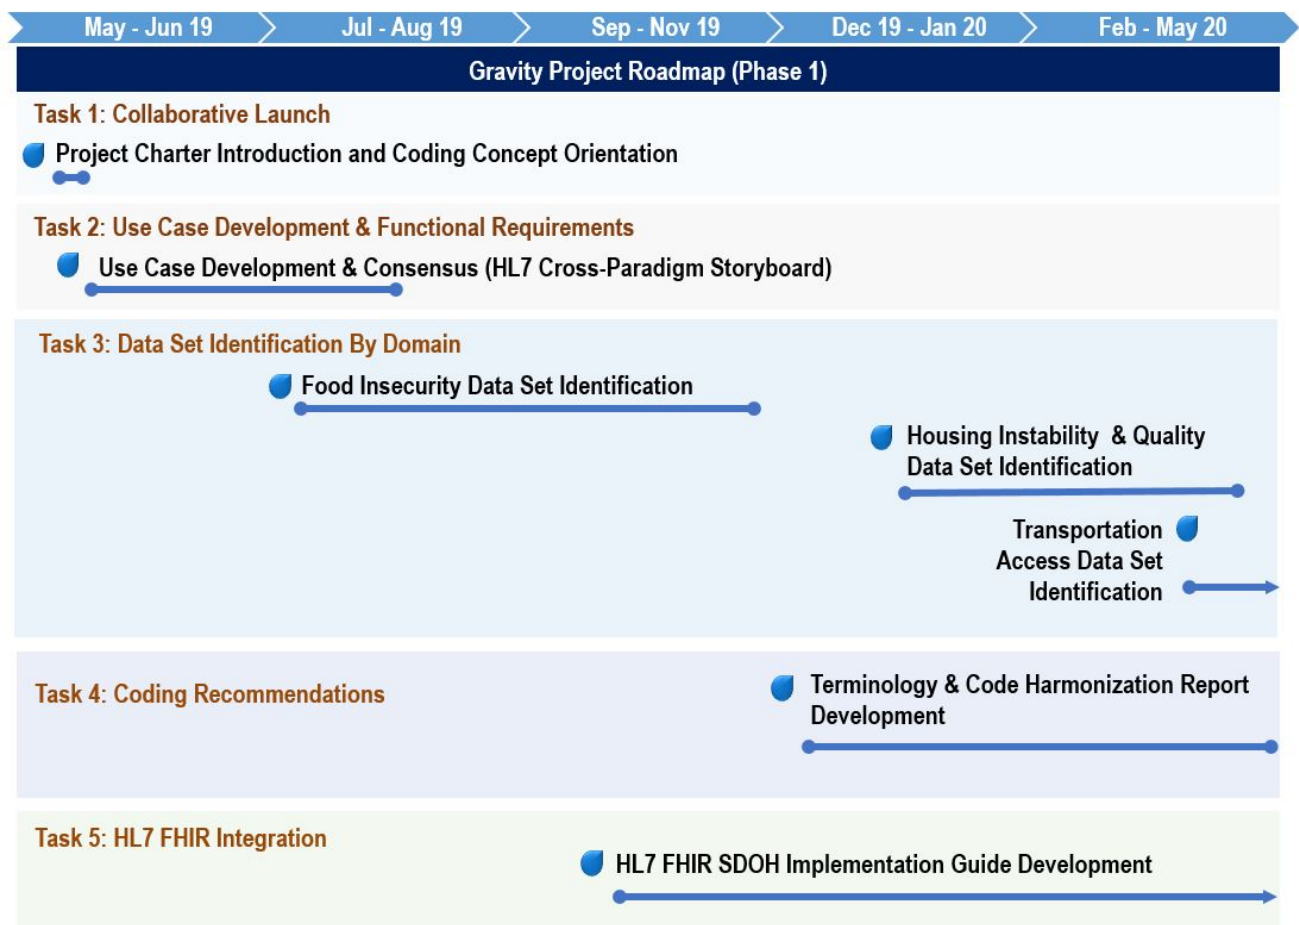 May - Jun 19
Jul - Aug 19
Sep - Nov 19
Dec 19 - Jan 20
Feb - May 20
Gravity Project Roadmap (Phase 1)
Task 1: Collaborative Launch
Project Charter Introduction and Coding Concept Orientation
Task 2: Use Case Development & Functional Requirements
Use Case Development & Consensus (HL7 Cross-Paradigm Storyboard)
Task 3: Data Set Identification By Domain
Food Insecurity Data Set Identification
Housing Instability & Quality
Data Set Identification
Transportation
Access Data Set
Identification
Task 4: Coding Recommendations
Terminology & Code Harmonization Report
Development
Task 5: HL7 FHIR Integration
HL7 FHIR SDOH Implementation Guide Development